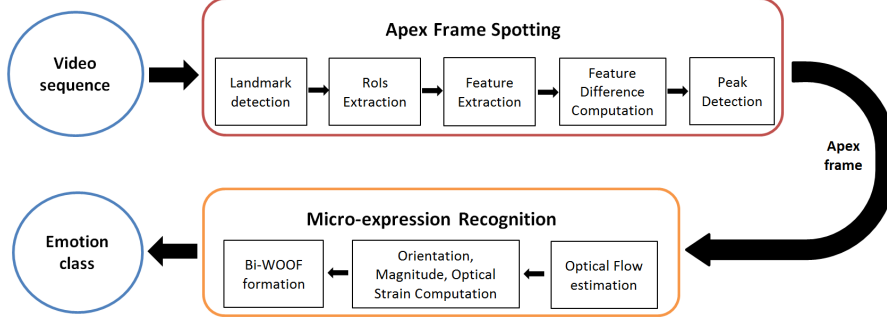 Video
sequence
Apex Frame Spotting
Landmark
detection
RoIs
Extraction
Feature
Extraction
Feature
Difference
Computation
Peak
Detection
Apex
frame
Micro-expression Recognition
Optical Flow
estimation
Orientation,
Magnitude, Optical
Strain Computation
Bi-WOOF
formation
Emotion
class